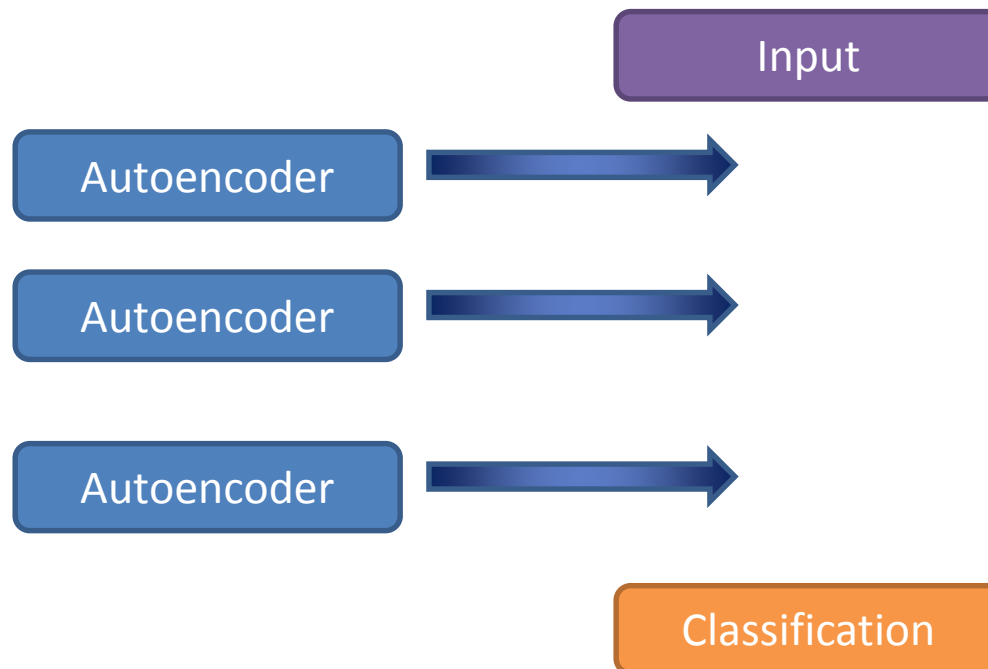 Input
Autoencoder
Autoencoder
Autoencoder
Classification